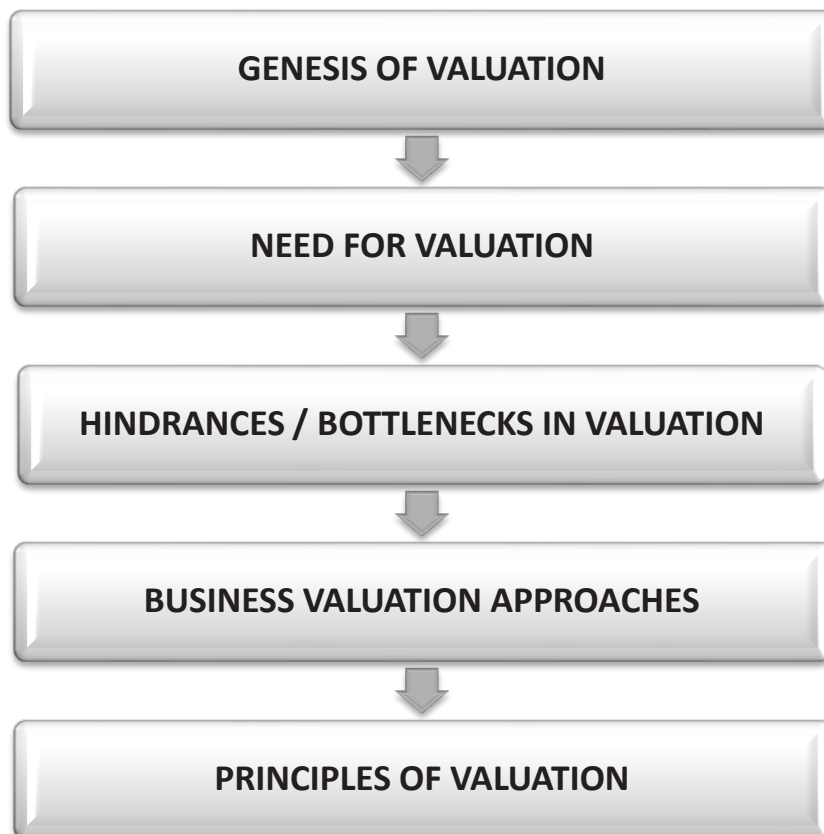 GENESIS OF VALUATION
NEED FOR VALUATION
HINDRANCES / BOTTLENECKS IN VALUATION
BUSINESS VALUATION APPROACHES
PRINCIPLES OF VALUATION